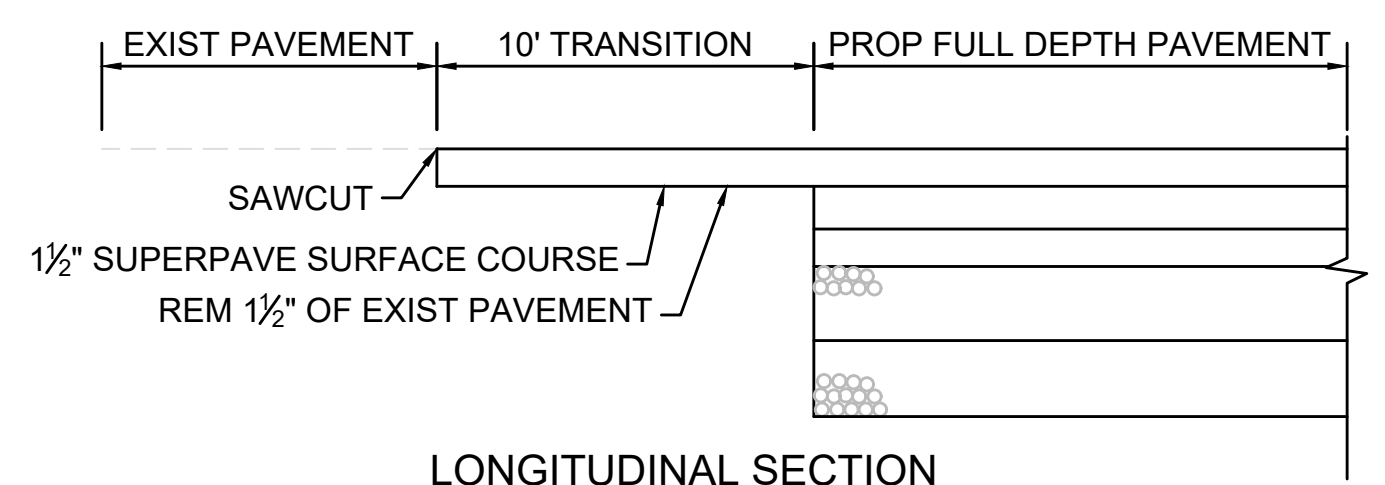 EXIST PAVEMENT
10' TRANSITION
PROP FULL DEPTH PAVEMENT
SAWCUT
1½" SUPERPAVE SURFACE COURSE
REM 1½" OF EXIST PAVEMENT
LONGITUDINAL SECTION